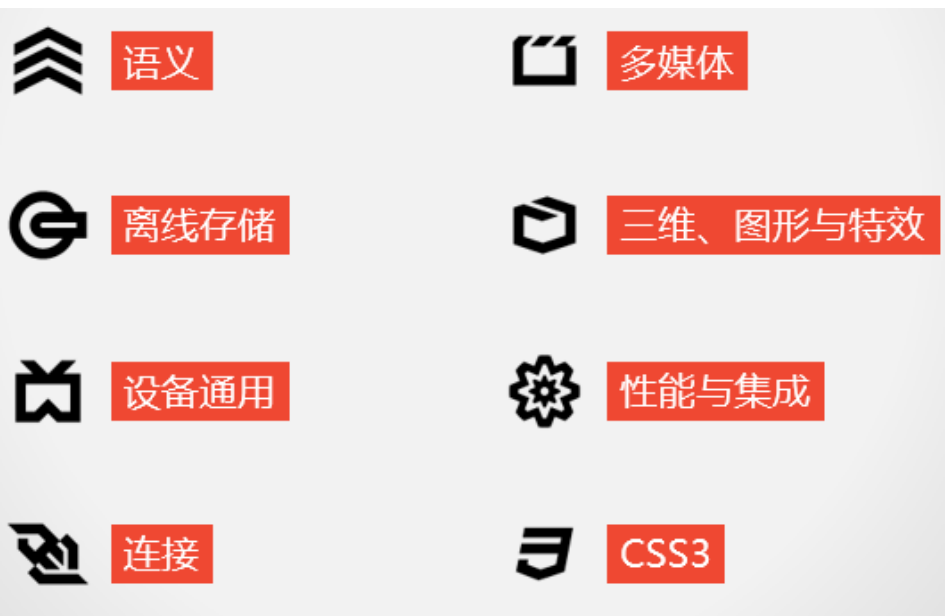 语义
多媒体
离线存储
三维、图形与特效
设备通用
性能与集成
连接
CSS3